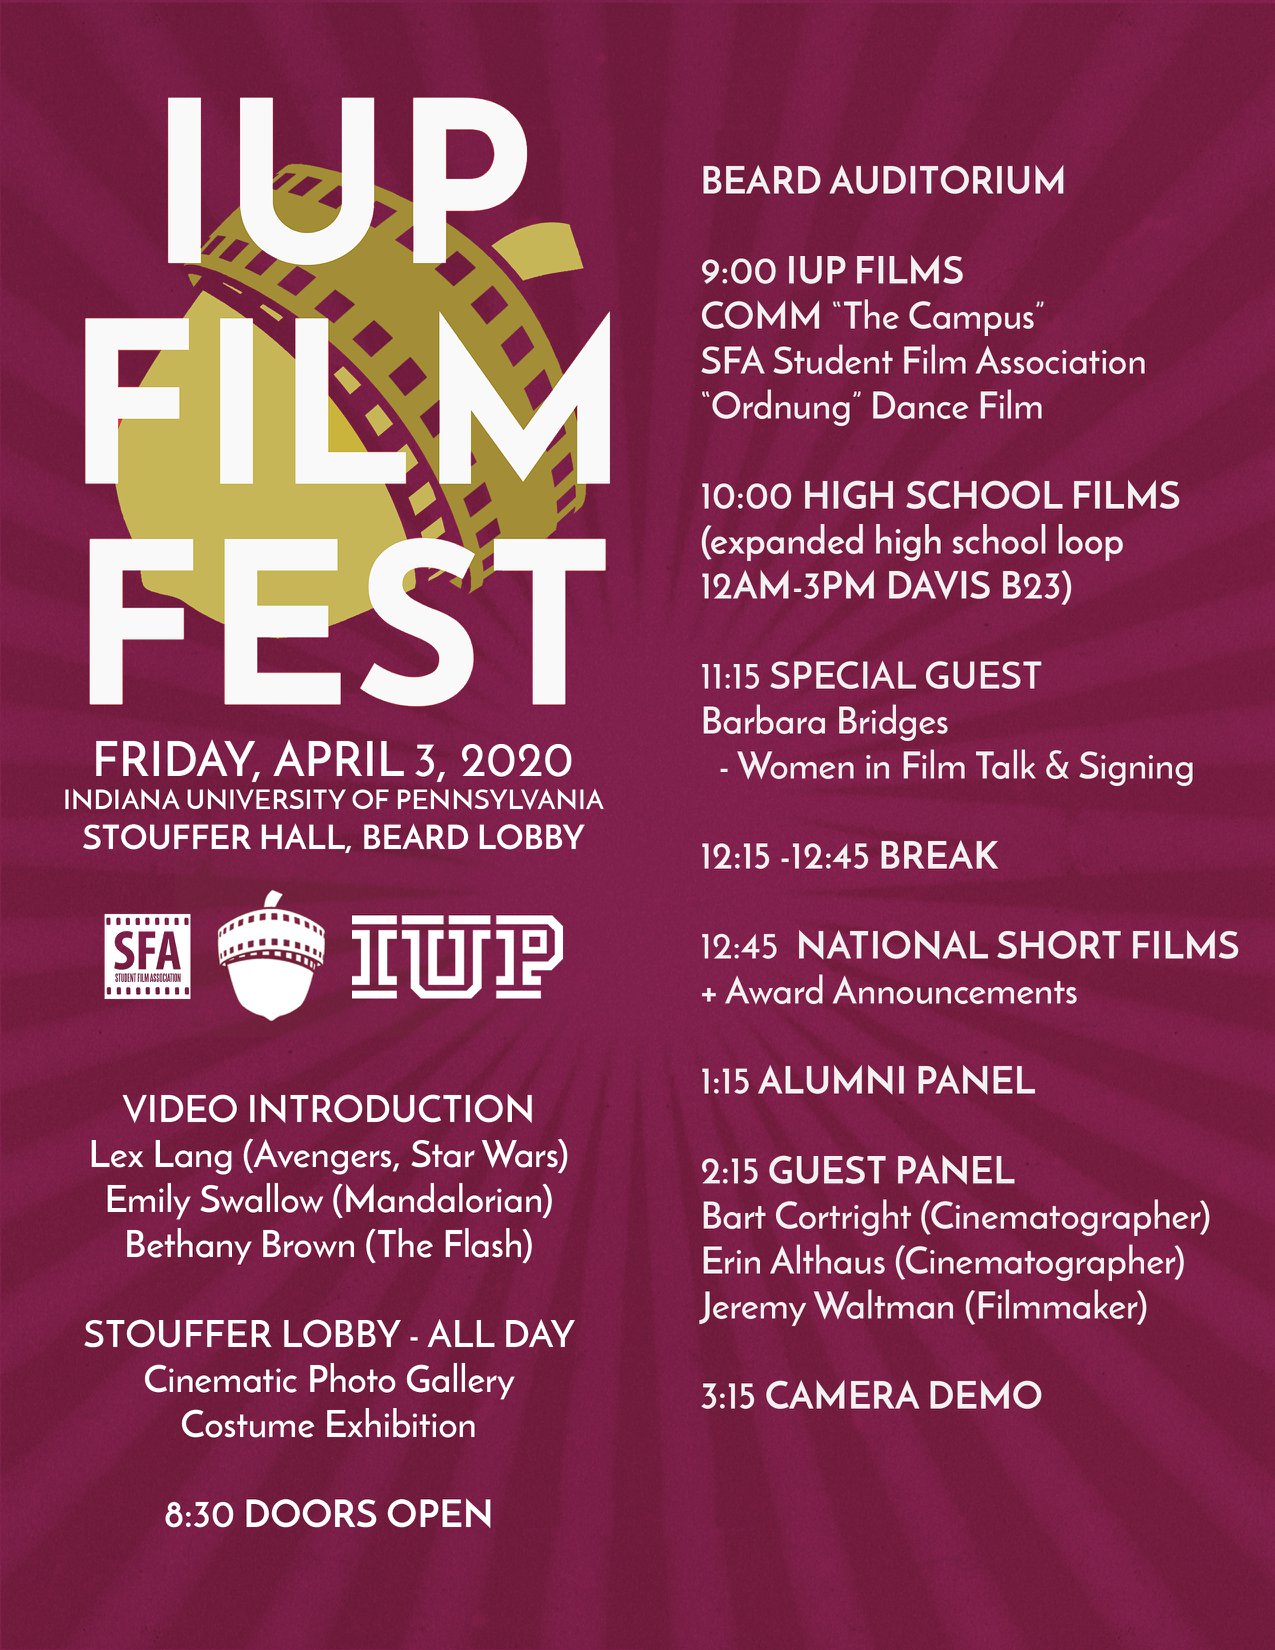 IUP
FILM
FEST
FRIDAY, APRIL 3, 2020
INDIANA UNIVERSITY OF PENNSYLVANIA
STOUFFER HALL, BEARD LOBBY
SFA
STUDENT FILM ASSOCIATION
IUP
VIDEO INTRODUCTION
Lex Lang (Avengers, Star Wars)
Emily Swallow (Mandalorian)
Bethany Brown (The Flash)
STOUFFER LOBBY - ALL DAY
Cinematic Photo Gallery
Costume Exhibition
8:30 DOORS OPEN
BEARD AUDITORIUM
9:00 IUP FILMS
COMM “The Campus”
SFA Student Film Association
“Ordnung” Dance Film
10:00 HIGH SCHOOL FILMS
(expanded high school loop
12AM-3PM DAVIS B23)
11:15 SPECIAL GUEST
Barbara Bridges
- Women in Film Talk & Signing
12:15 -12:45 BREAK
12:45 NATIONAL SHORT FILMS
+ Award Announcements
1:15 ALUMNI PANEL
2:15 GUEST PANEL
Bart Cortright (Cinematographer)
Erin Althaus (Cinematographer)
Jeremy Waltman (Filmmaker)
3:15 CAMERA DEMO